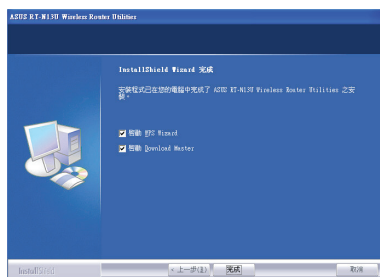 ASUS RT-N13U Wireless Router Utilities
InstallShield Wizard 完成
安裝程式已在您的電腦中完成了 ASUS RT-N13U Wireless Router Utilities 之安
裝。
啟動 EPS Wizard
啟動 Download Master
InstallShield
< 上一步(B)
完成
取消